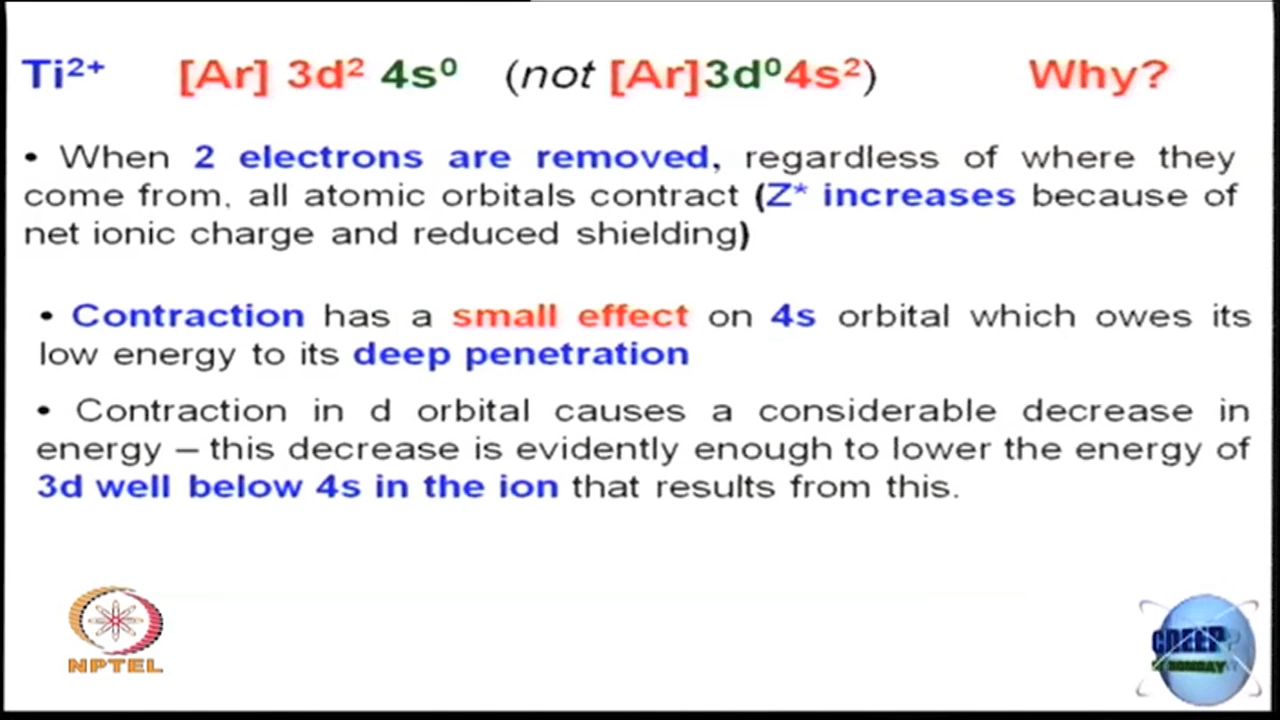 Ti²⁺ [Ar] 3d² 4s⁰ (not [Ar]3d⁰4s²) Why?
• When 2 electrons are removed, regardless of where they
come from, all atomic orbitals contract (Z* increases because of
net ionic charge and reduced shielding)
• Contraction has a small effect on 4s orbital which owes its
low energy to its deep penetration
• Contraction in d orbital causes a considerable decrease in
energy – this decrease is evidently enough to lower the energy of
3d well below 4s in the ion that results from this.
NPTEL
CDEEP
IIT BOMBAY